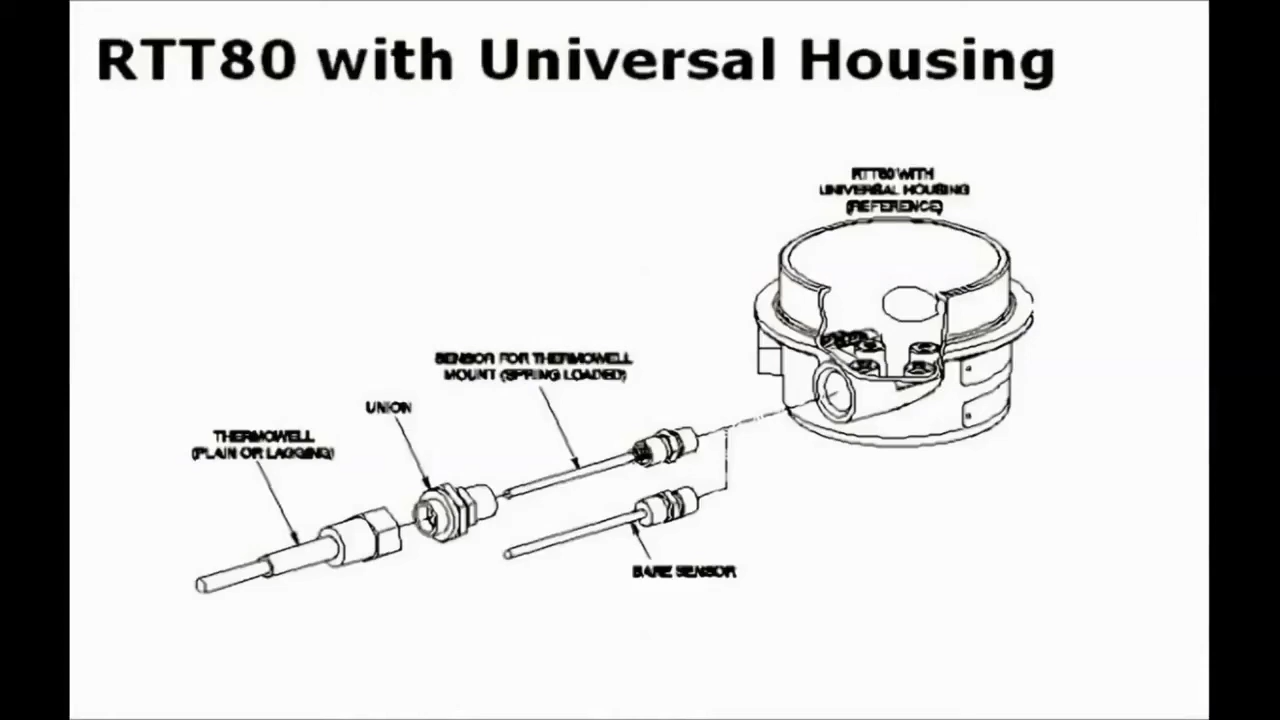 RTT80 with Universal Housing
RTT80 WITH
UNIVERSAL HOUSING
(REFERENCE)
SENSOR FOR THERMOWELL
MOUNT (SPRING LOADED)
UNION
THERMOWELL
(PLAIN OR LAGGING)
BARE SENSOR